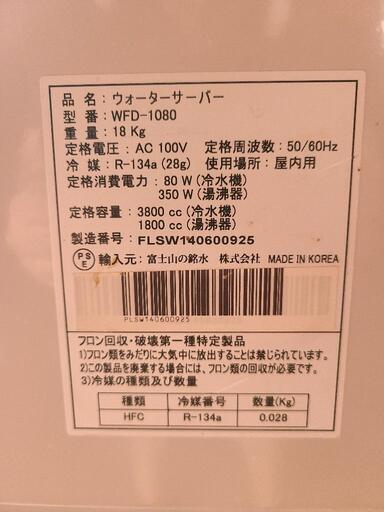 品 名 : ウォーターサーバー
型 番 : WFD-1080
重 量 : 18 Kg
定格電圧 : AC 100V 定格周波数 : 50/60Hz
冷 媒 : R-134a (28g) 使用場所 : 屋内用
定格消費電力 : 80 W (冷水機)
350 W (湯沸器)
定格容量 : 3800 cc (冷水機)
1800 cc (湯沸器)
製造番号 : FLSW140600925
PSE 輸入元 : 富士山の銘水 株式会社 MADE IN KOREA
FLSW140600925
フロン回収・破壊第一種特定製品
1)フロン類をみだりに大気中に放出することは禁じられています。
2)この製品を廃棄する場合には、フロン類の回収が必要です。
3)冷媒の種類及び数量
種類 冷媒番号 数量(Kg)
HFC R-134a 0.028